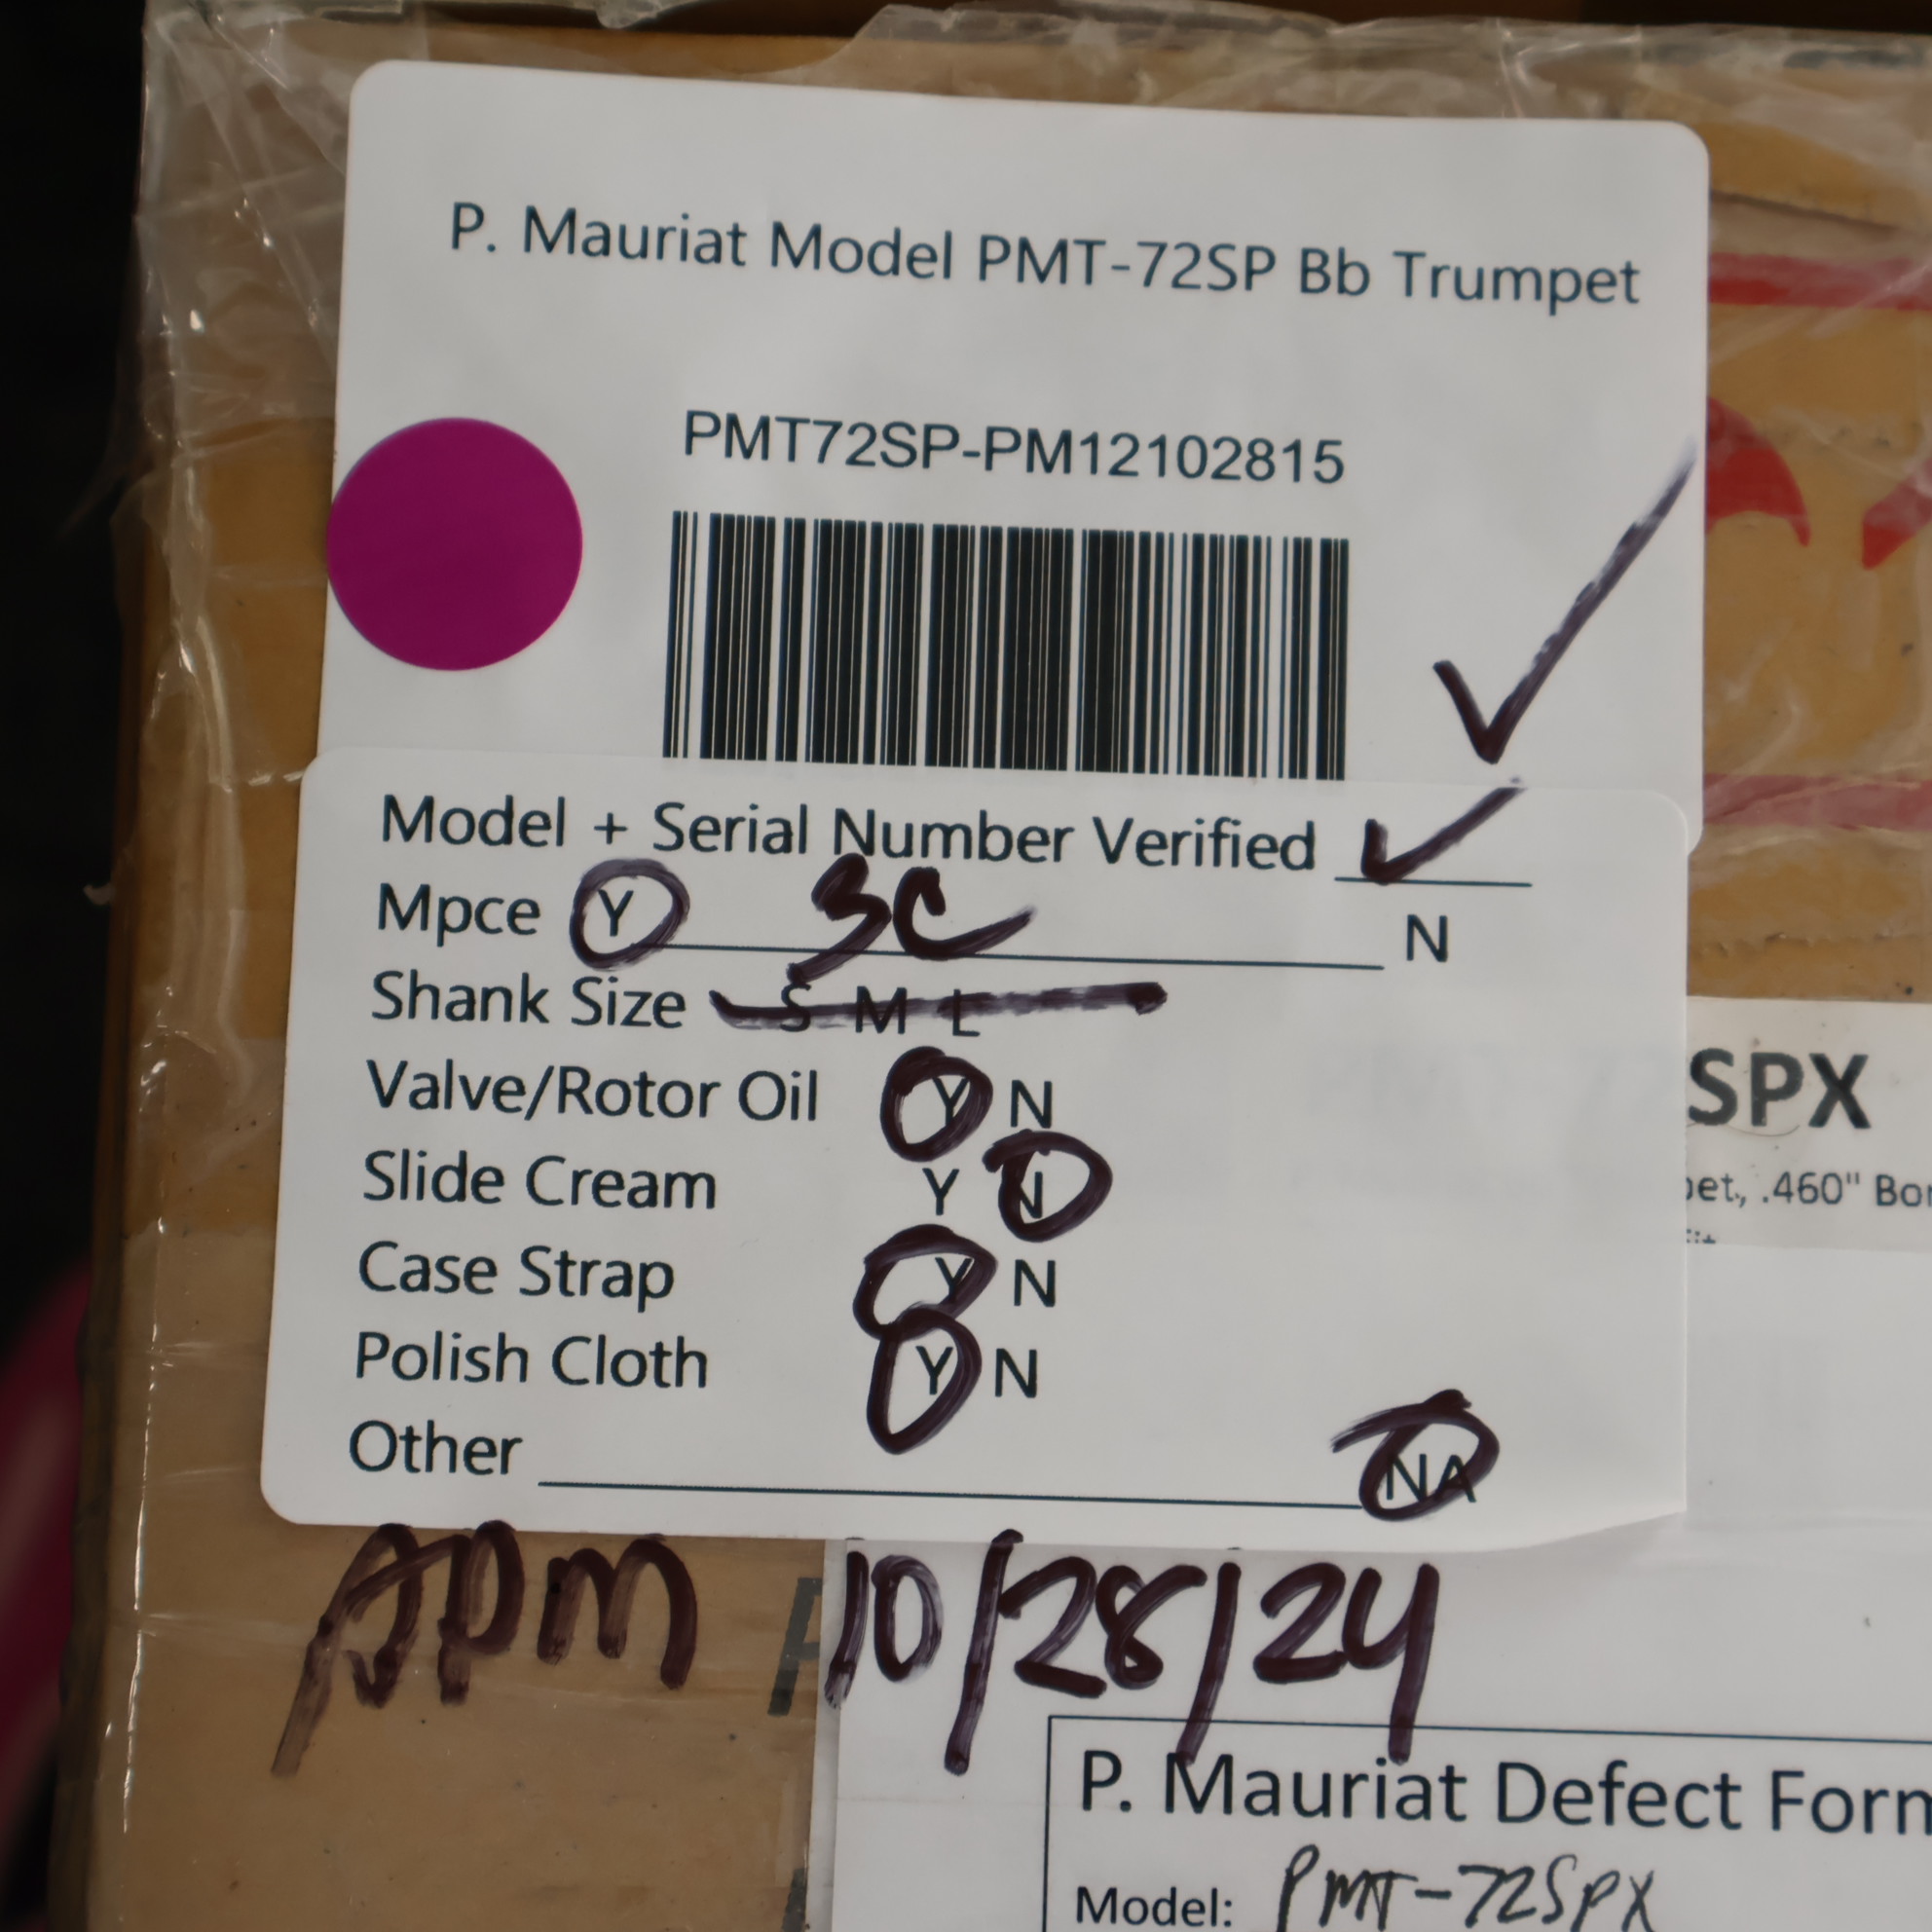 P. Mauriat Model PMT-72SP Bb Trumpet
PMT72SP-PM12102815
Model + Serial Number Verified ✓
Mpce Y 3C N
Shank Size S M L
Valve/Rotor Oil Y N
Slide Cream Y N
Case Strap Y N
Polish Cloth Y N
Other NA
SPX
.460"
APM 10/28/24
P. Mauriat Defect Form
Model: PMT-72SPX